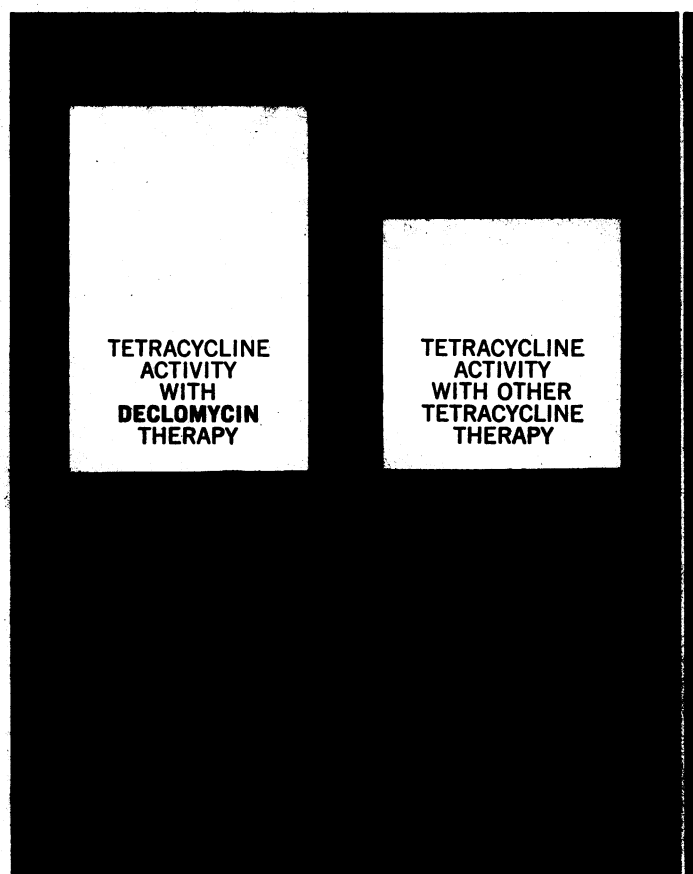 TETRACYCLINE
ACTIVITY
WITH
DECLOMYCIN
THERAPY
TETRACYCLINE
ACTIVITY
WITH OTHER
TETRACYCLINE
THERAPY